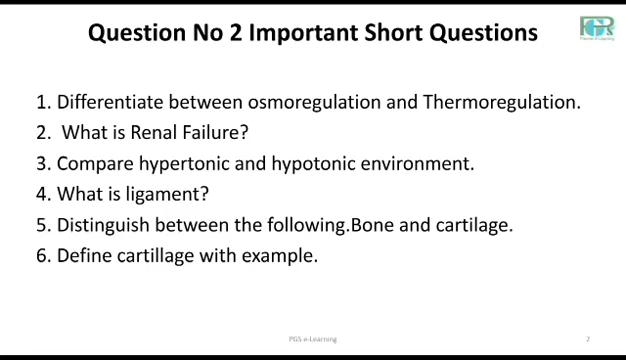 Question No 2 Important Short Questions
PGR
1. Differentiate between osmoregulation and Thermoregulation.
2. What is Renal Failure?
3. Compare hypertonic and hypotonic environment.
4. What is ligament?
5. Distinguish between the following.Bone and cartilage.
6. Define cartillage with example.
PGS e-Learning
2